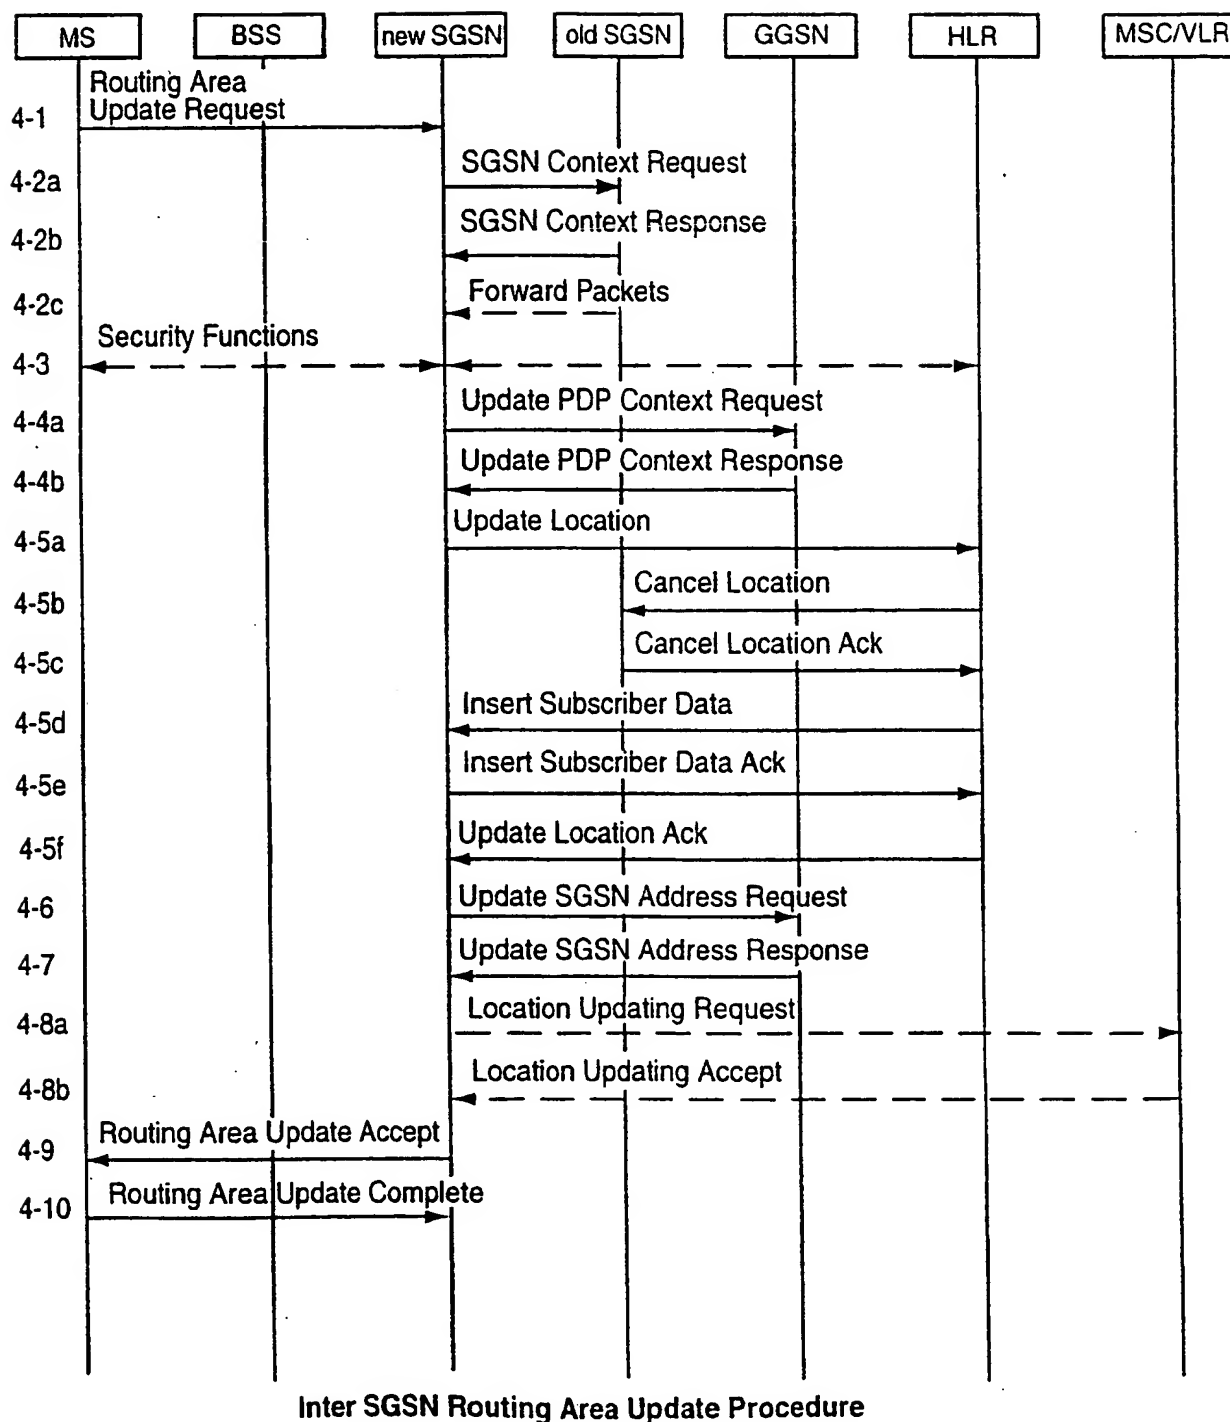 MS BSS new SGSN old SGSN GGSN HLR MSC/VLR
Routing Area
Update Request
4-1
SGSN Context Request
4-2a
SGSN Context Response
4-2b
Forward Packets
4-2c
Security Functions
4-3
Update PDP Context Request
4-4a
Update PDP Context Response
4-4b
Update Location
4-5a
Cancel Location
4-5b
Cancel Location Ack
4-5c
Insert Subscriber Data
4-5d
Insert Subscriber Data Ack
4-5e
Update Location Ack
4-5f
Update SGSN Address Request
4-6
Update SGSN Address Response
4-7
Location Updating Request
4-8a
Location Updating Accept
4-8b
Routing Area Update Accept
4-9
Routing Area Update Complete
4-10
Inter SGSN Routing Area Update Procedure